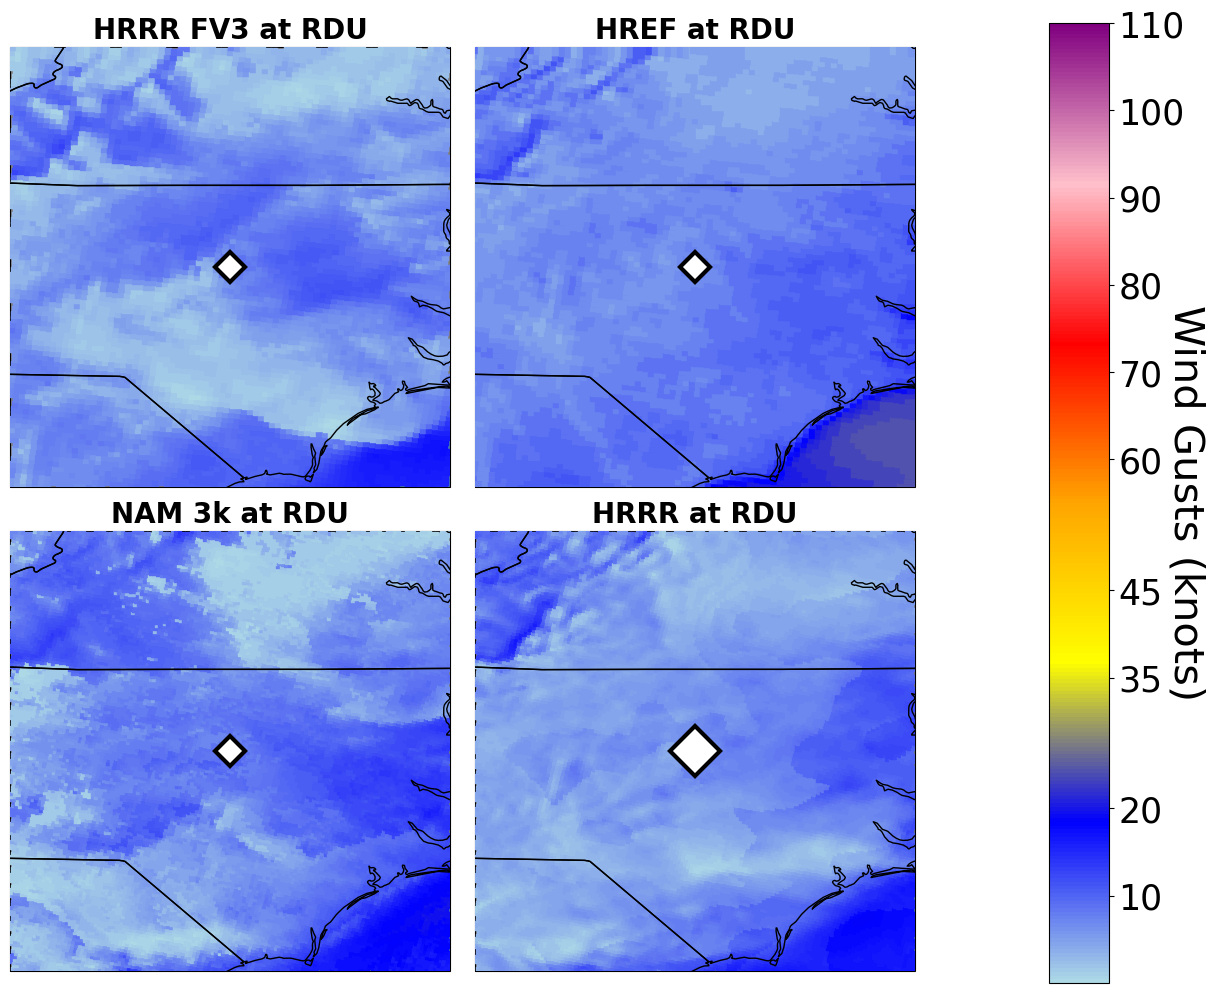 HRRR FV3 at RDU
HREF at RDU
NAM 3k at RDU
HRRR at RDU
110
100
90
80
70
60
45
35
20
10
Wind Gusts (knots)